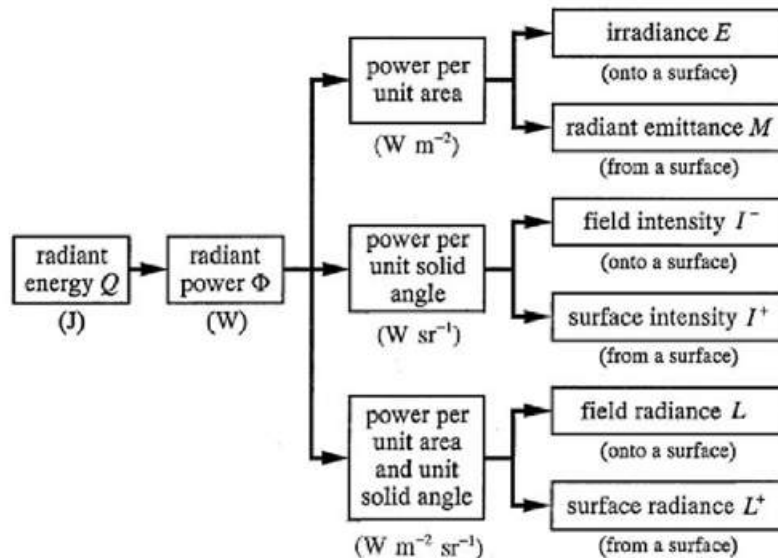 radiant
energy Q
(J)
radiant
power Φ
(W)
power per
unit area
(W m⁻²)
irradiance E
(onto a surface)
radiant emittance M
(from a surface)
power per
unit solid
angle
(W sr⁻¹)
field intensity I⁻
(onto a surface)
surface intensity I⁺
(from a surface)
power per
unit area
and unit
solid angle
(W m⁻² sr⁻¹)
field radiance L
(onto a surface)
surface radiance L⁺
(from a surface)